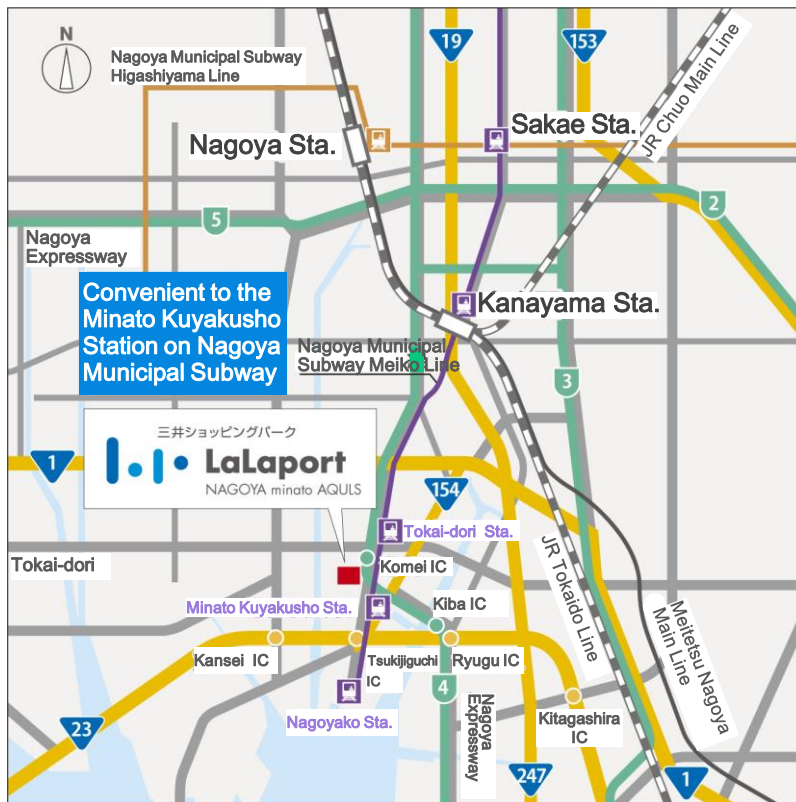 N
Nagoya Municipal Subway
Higashiyama Line
19
153
Nagoya Sta.
Sakae Sta.
JR Chuo Main Line
5
2
Nagoya
Expressway
Convenient to the
Minato Kuyakusho
Station on Nagoya
Municipal Subway
Kanayama Sta.
Nagoya Municipal
Subway Meiko Line
3
三井ショッピングパーク
LaLaport
NAGOYA minato AQULS
1
154
Tokai-dori Sta.
Tokai-dori
Komei IC
JR Tokaido Line
Meitetsu Nagoya
Main Line
Minato Kuyakusho Sta.
Kiba IC
Kansei IC
Tsukijiguchi
IC
Ryugu IC
4
Nagoyako Sta.
Nagoya
Expressway
Kitagashira
IC
23
247
1